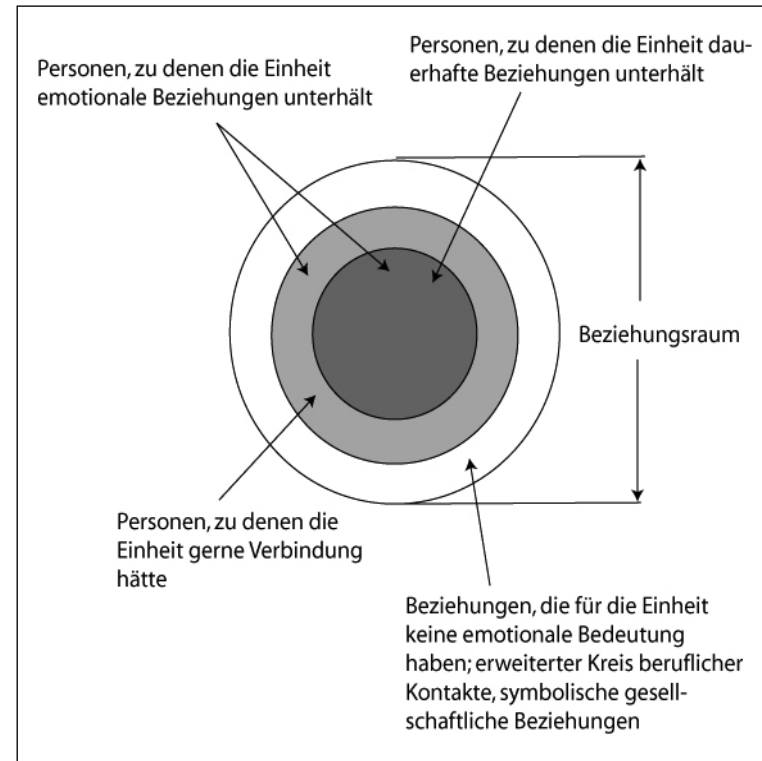 Personen, zu denen die Einheit
emotionale Beziehungen unterhält
Personen, zu denen die Einheit dau-
erhafte Beziehungen unterhält
Beziehungsraum
Personen, zu denen die
Einheit gerne Verbindung
hätte
Beziehungen, die für die Einheit
keine emotionale Bedeutung
haben; erweiterter Kreis beruflicher
Kontakte, symbolische gesell-
schaftliche Beziehungen